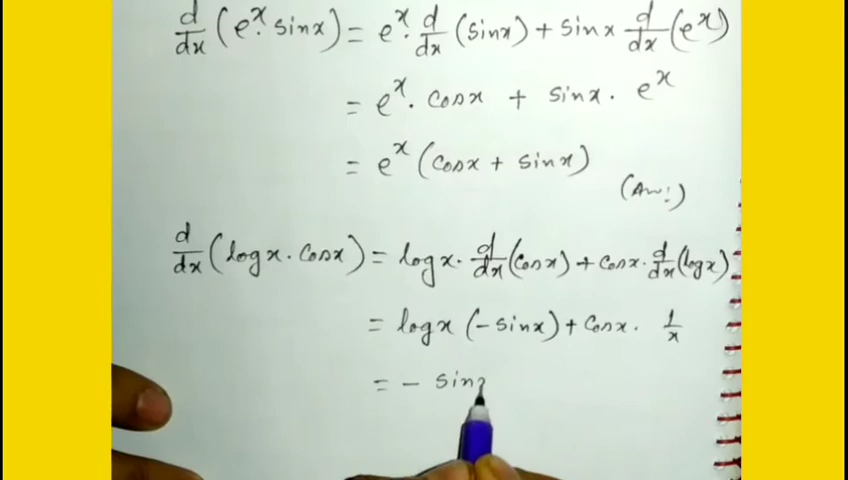 d/dx (e^x. sinx) = e^x. d/dx (sinx) + sinx d/dx (e^x)
= e^x. cosx + sinx. e^x
= e^x (cosx + sinx)
(Ans:)
d/dx (logx. cosx) = logx. d/dx (cosx) + cosx. d/dx (logx)
= logx (-sinx) + cosx. 1/x
= - sinx